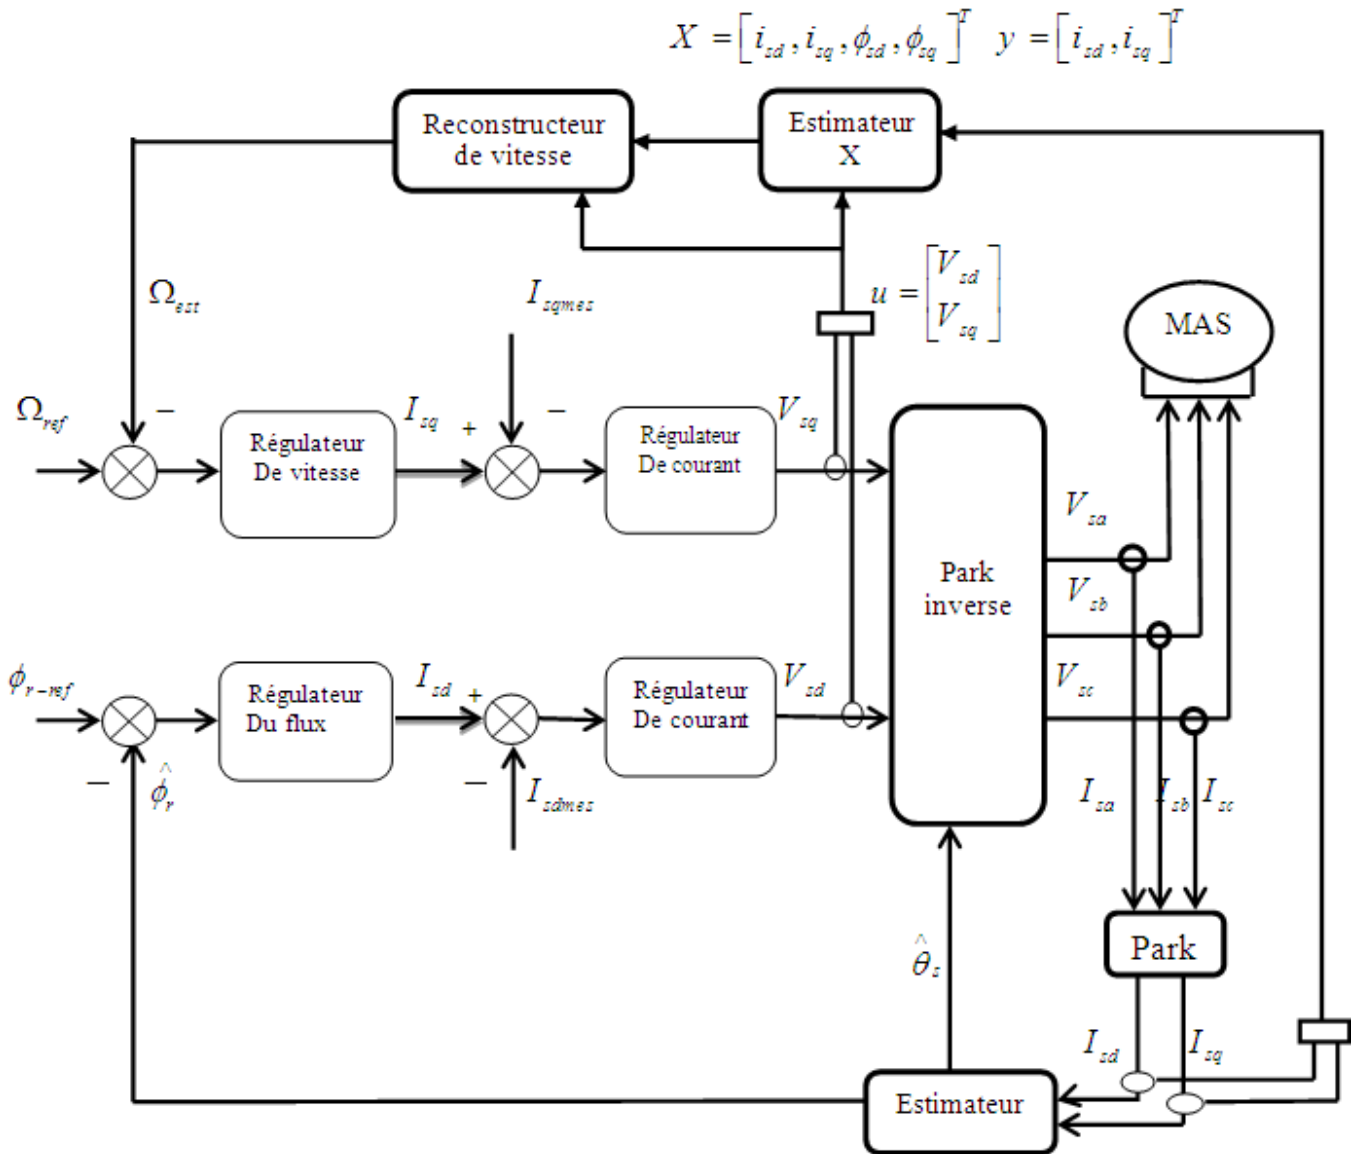 X = [i_sd, i_sq, ϕ_sd, ϕ_sq]^T y = [i_sd, i_sq]^T
Reconstructeur
de vitesse
Estimateur
X
Ω_est
I_sqmes
u = [V_sd V_sq]
MAS
Ω_ref
−
I_sq
+
−
V_sq
Régulateur
De vitesse
Régulateur
De courant
V_sa
Park
inverse
V_sb
ϕ_r-ref
I_sd
+
V_sd
V_sc
Régulateur
Du flux
Régulateur
De courant
−
ϕ̂_r
−
I_sdmes
I_sa
I_sb
I_sc
θ̂_s
Park
I_sd
I_sq
Estimateur